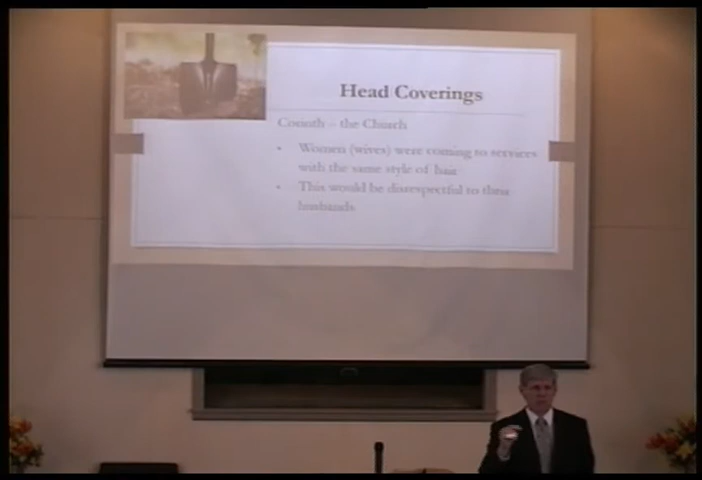 Head Coverings
Corinth – the Church
• Women (wives) were coming to services
with the same style of hair
• This would be disrespectful to their
husbands